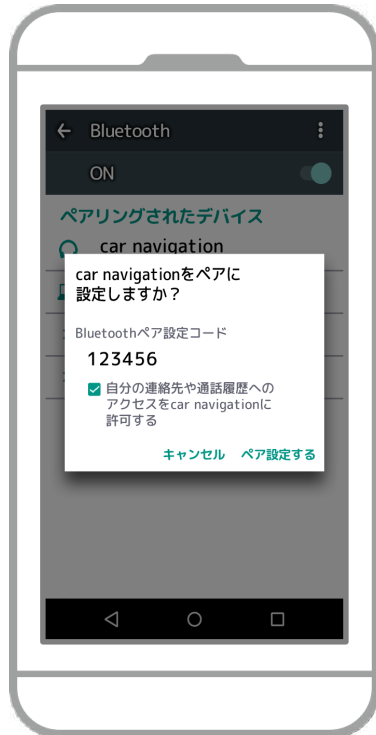 Bluetooth
ON
ペアリングされたデバイス
car navigation
car navigationをペアに
設定しますか？
Bluetoothペア設定コード
123456
自分の連絡先や通話履歴への
アクセスをcar navigationに
許可する
キャンセル ペア設定する